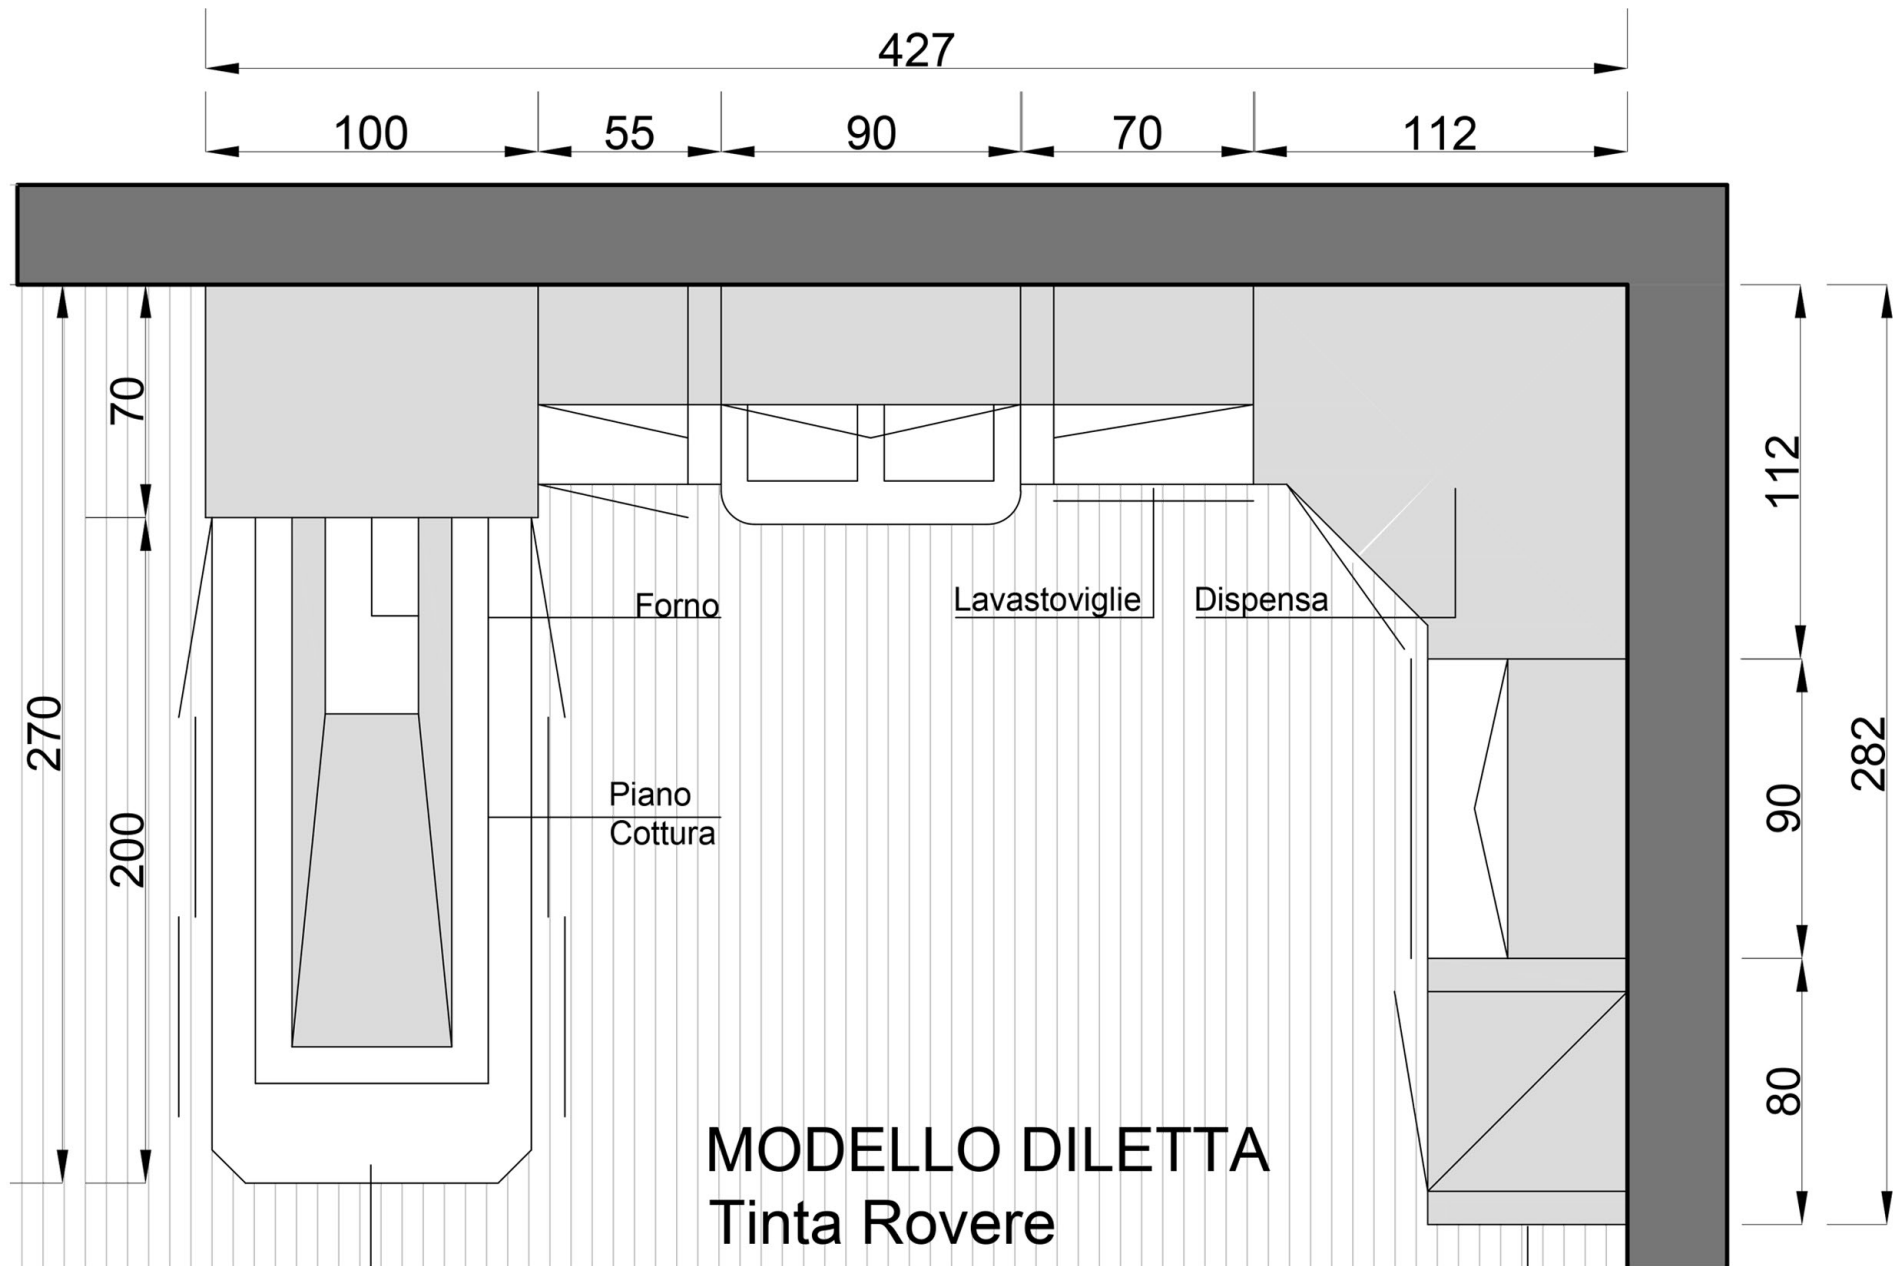 427
100 55 90 70 112
70
112
Forno
Lavastoviglie
Dispensa
270
282
Piano
Cottura
200
90
80
MODELLO DILETTA
Tinta Rovere